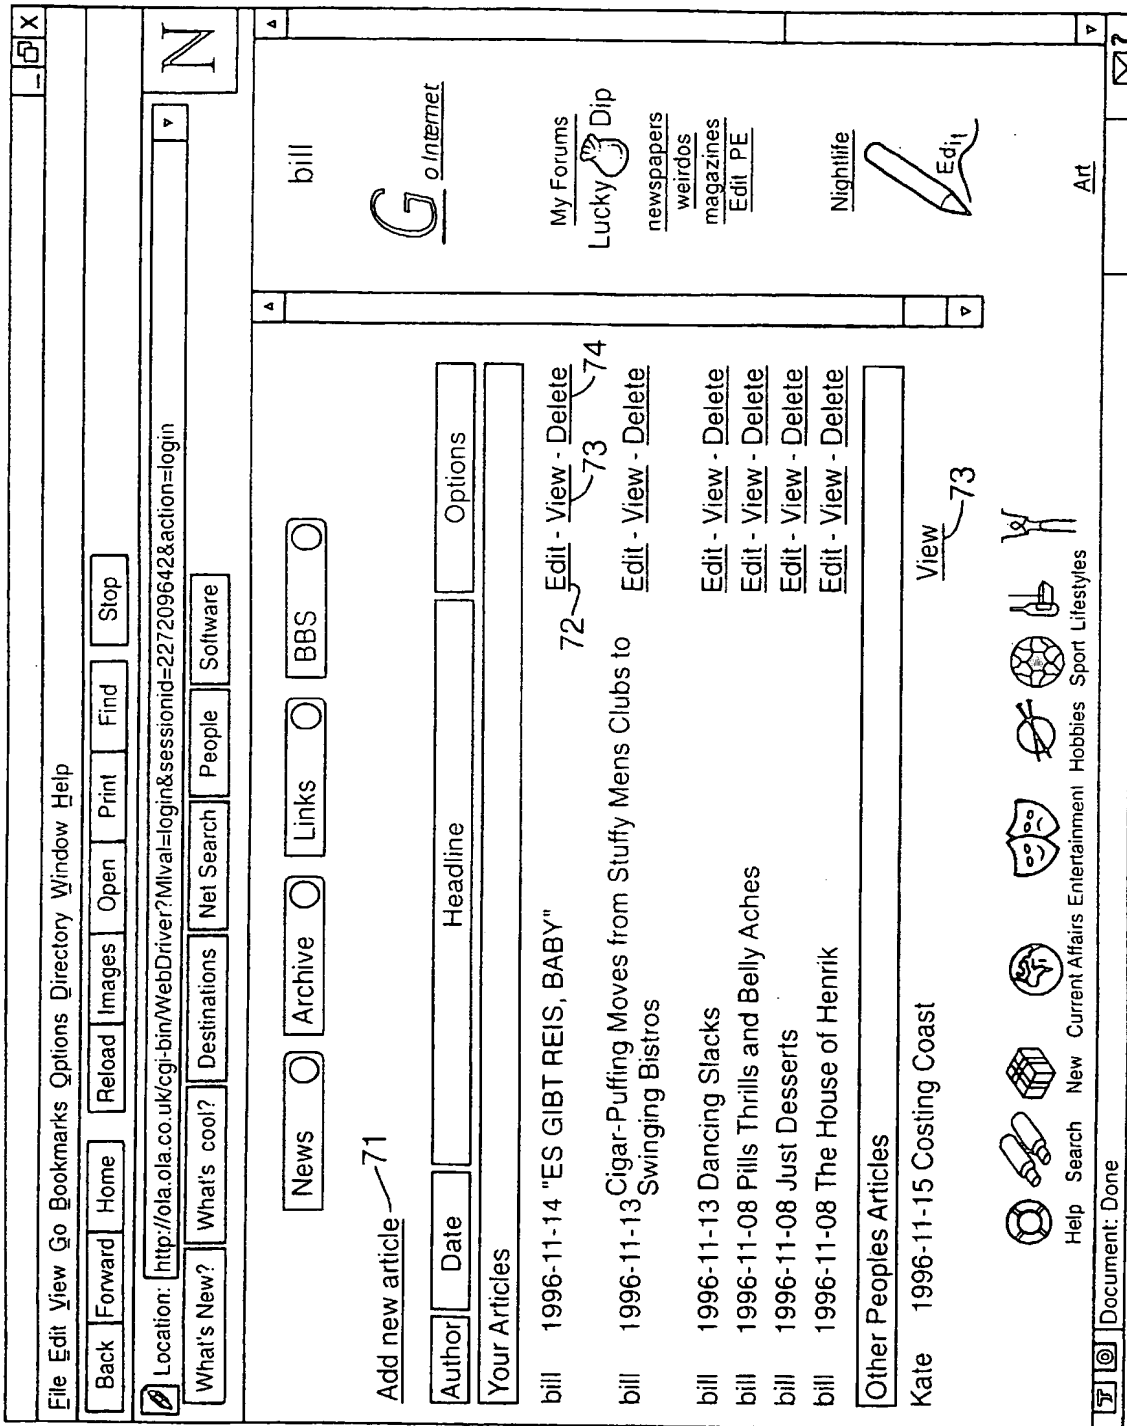 File Edit View Go Bookmarks Options Directory Window Help
Back Forward Home Reload Images Open Print Find Stop
Location: http://ola.ola.co.uk/cgi-bin/WebDriver?MIval=login&sessionid=227209642&action=login
N
What's New? What's cool? Destinations Net Search People Software
News Archive Links BBS
Add new article 71
Author Date Headline Options
Your Articles
bill 1996-11-14 "ES GIBT REIS, BABY" Edit - View - Delete
72 73 74
bill 1996-11-13 Cigar-Puffing Moves from Stuffy Mens Clubs to Edit - View - Delete
Swinging Bistros
bill 1996-11-13 Dancing Slacks Edit - View - Delete
bill 1996-11-08 Pills Thrills and Belly Aches Edit - View - Delete
bill 1996-11-08 Just Desserts Edit - View - Delete
bill 1996-11-08 The House of Henrik Edit - View - Delete
Other Peoples Articles
Kate 1996-11-15 Costing Coast View
73
bill
Go Internet
My Forums
Lucky Dip
newspapers
weirdos
magazines
Edit PE
Nightlife
Edit
Art
Help Search New Current Affairs Entertainment Hobbies Sport Lifestyles
Document: Done
?